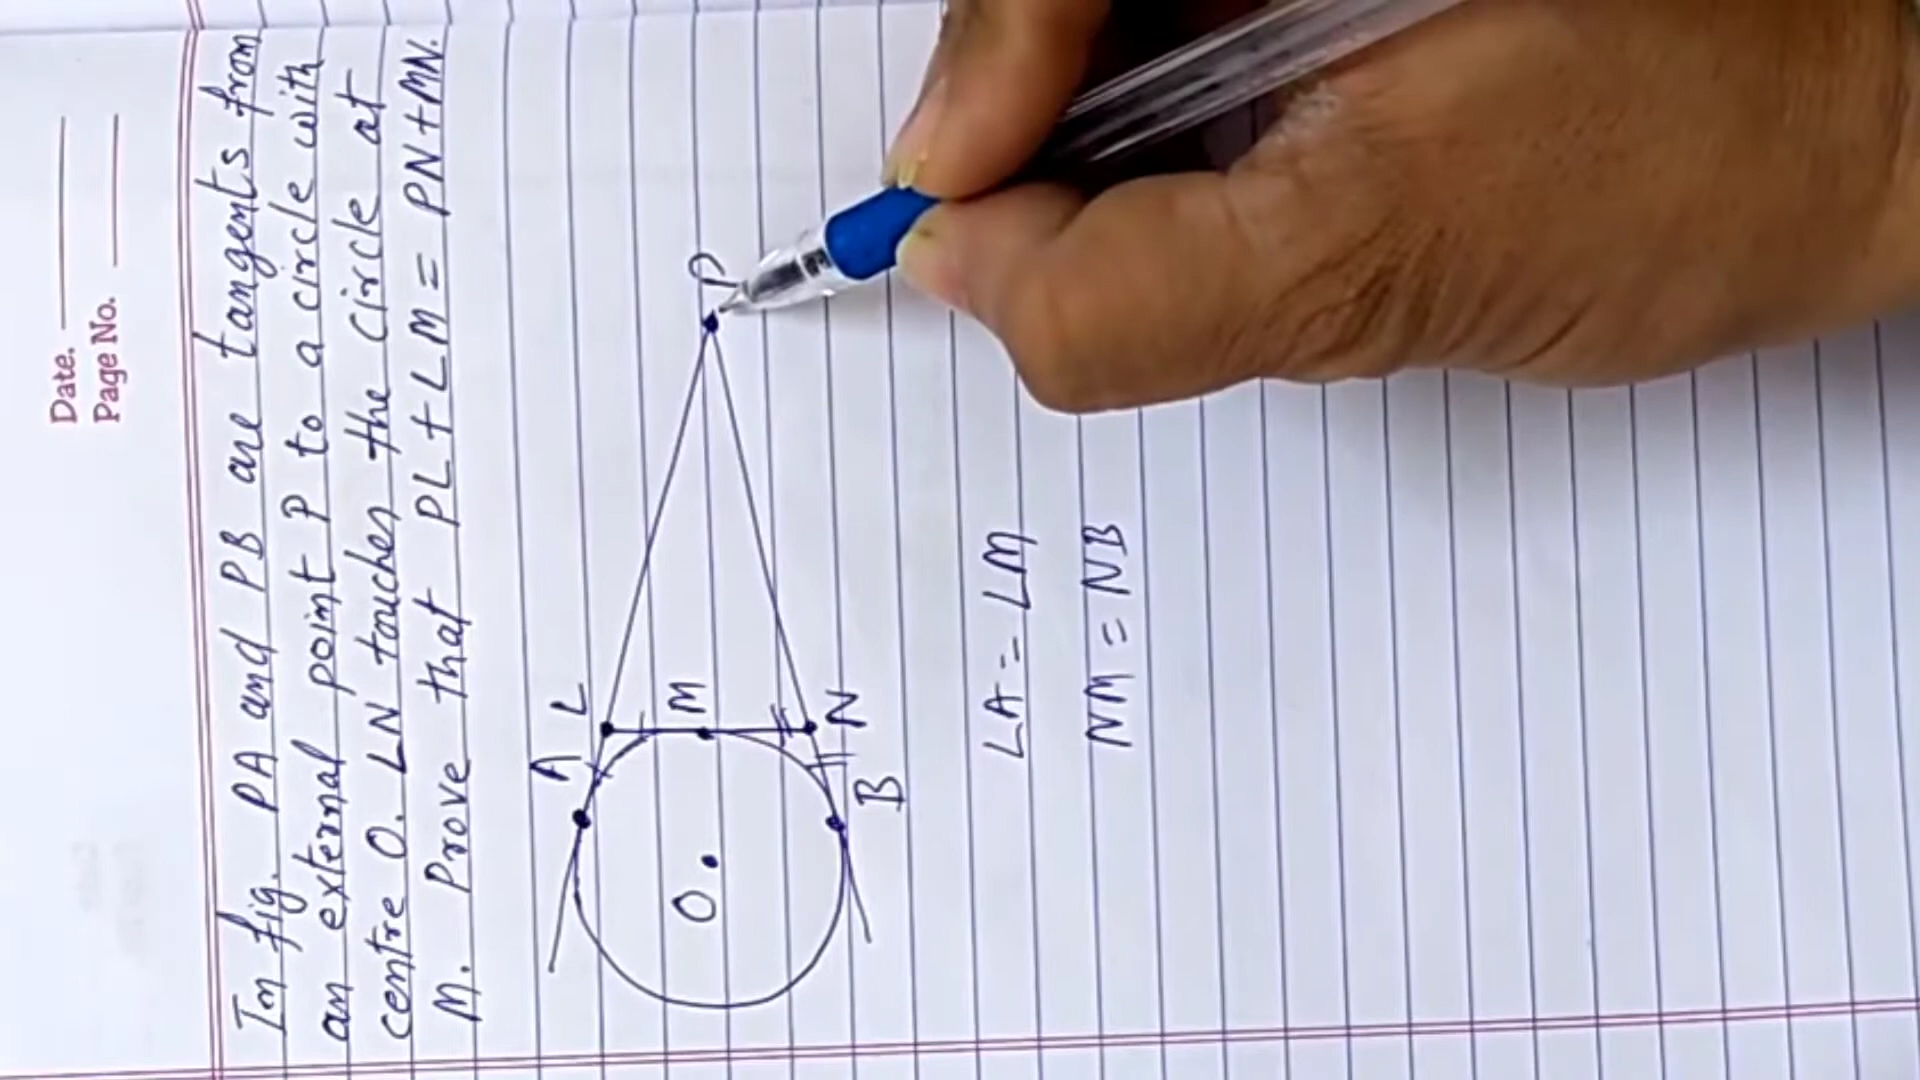 Date.
Page No.
In fig. PA and PB are tangents from
an external point P to a circle with
centre O. LN touches the circle at
M. Prove that PL + LM = PN + MN.
A
L
P
O
M
B
N
LA = LM
NM = NB